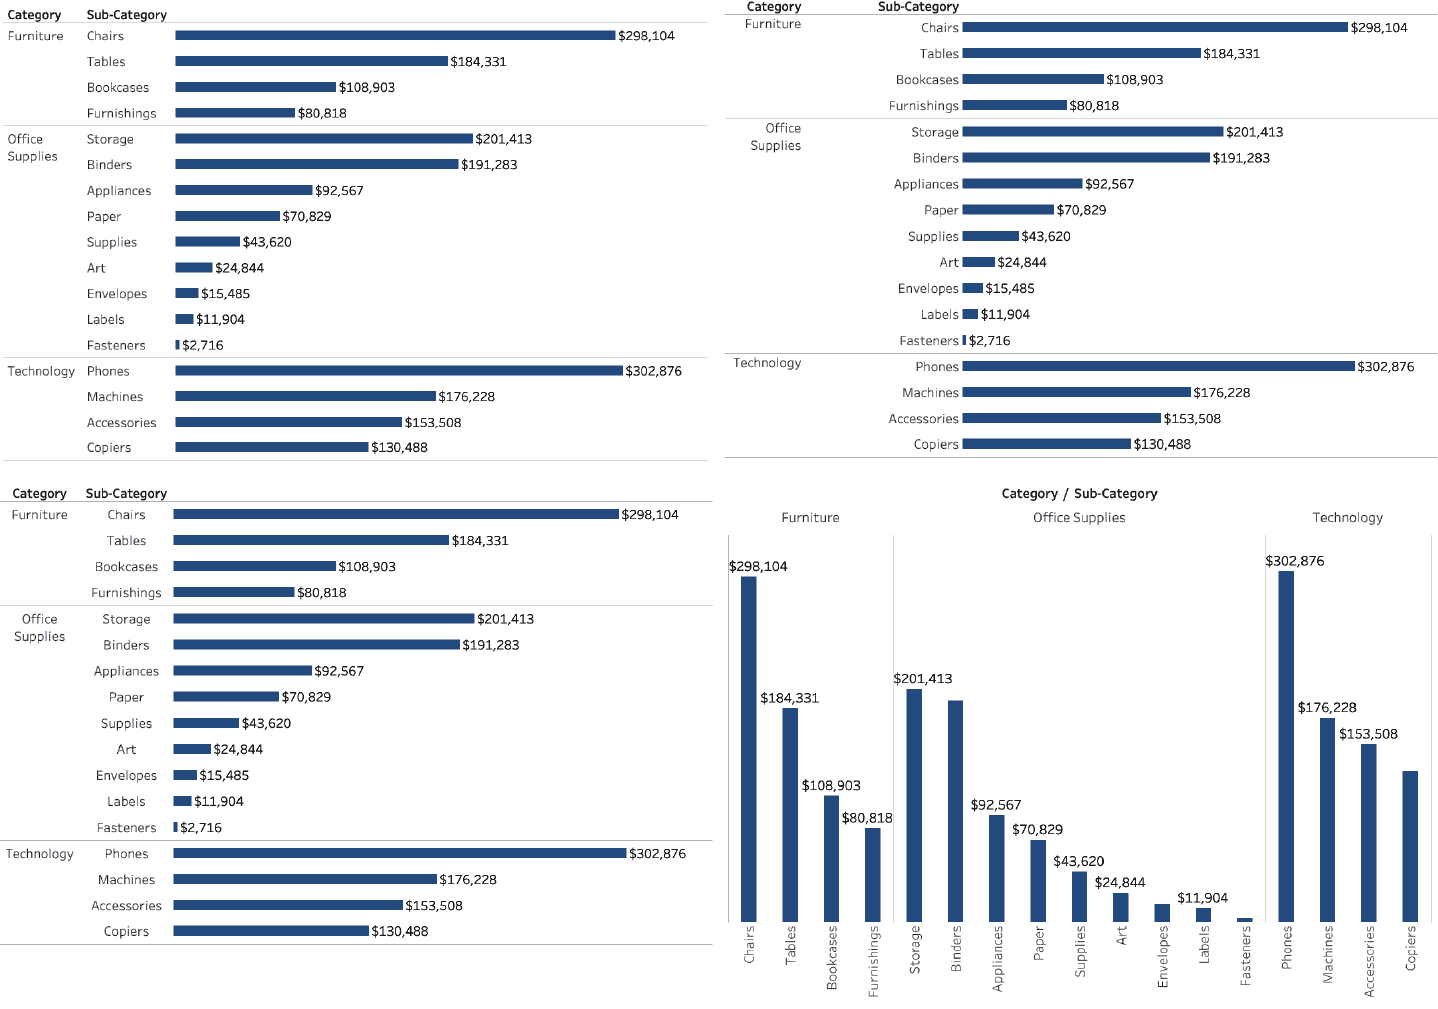 Category Sub-Category
Furniture Chairs $298,104
Tables $184,331
Bookcases $108,903
Furnishings $80,818
Office Supplies Storage $201,413
Binders $191,283
Appliances $92,567
Paper $70,829
Supplies $43,620
Art $24,844
Envelopes $15,485
Labels $11,904
Fasteners $2,716
Technology Phones $302,876
Machines $176,228
Accessories $153,508
Copiers $130,488
Category Sub-Category
Furniture Chairs $298,104
Tables $184,331
Bookcases $108,903
Furnishings $80,818
Office Supplies Storage $201,413
Binders $191,283
Appliances $92,567
Paper $70,829
Supplies $43,620
Art $24,844
Envelopes $15,485
Labels $11,904
Fasteners $2,716
Technology Phones $302,876
Machines $176,228
Accessories $153,508
Copiers $130,488
Category Sub-Category
Furniture Chairs $298,104
Tables $184,331
Bookcases $108,903
Furnishings $80,818
Office Supplies Storage $201,413
Binders $191,283
Appliances $92,567
Paper $70,829
Supplies $43,620
Art $24,844
Envelopes $15,485
Labels $11,904
Fasteners $2,716
Technology Phones $302,876
Machines $176,228
Accessories $153,508
Copiers $130,488
Category / Sub-Category
Furniture Office Supplies Technology
$298,104 $184,331 $108,903 $80,818 $201,413 $92,567 $70,829 $43,620 $24,844 $11,904 $302,876 $176,228 $153,508
Chairs Tables Bookcases Furnishings Storage Binders Appliances Paper Supplies Art Envelopes Labels Fasteners Phones Machines Accessories Copiers